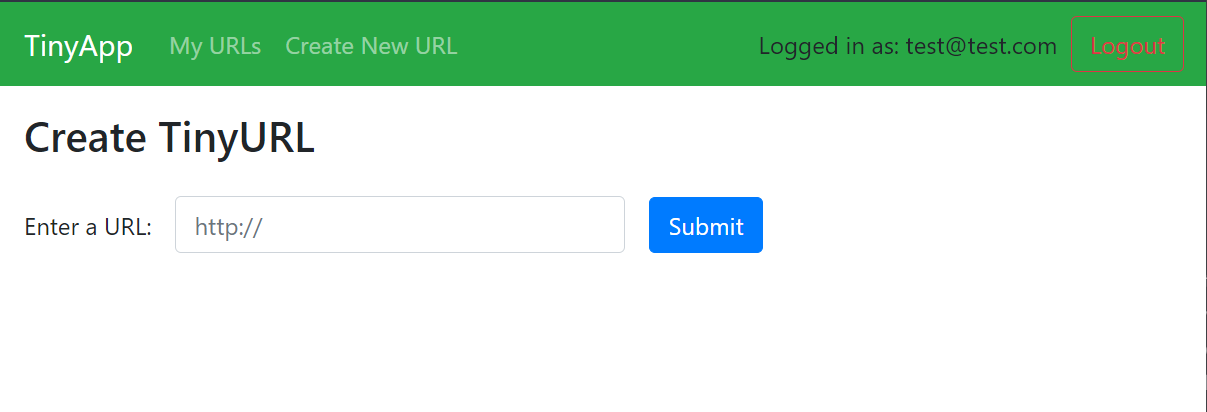 TinyApp My URLs Create New URL Logged in as: test@test.com Logout
Create TinyURL
Enter a URL: http:// Submit